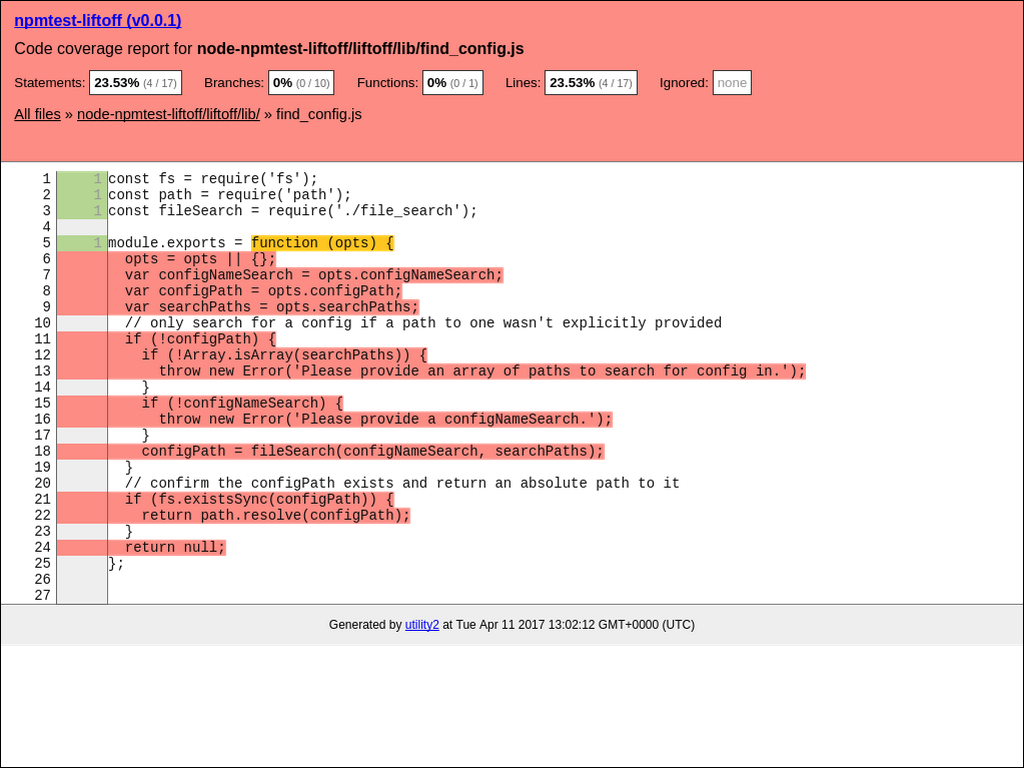 npmtest-liftoff (v0.0.1)
Code coverage report for node-npmtest-liftoff/liftoff/lib/find_config.js
Statements: 23.53% (4 / 17) Branches: 0% (0 / 10) Functions: 0% (0 / 1) Lines: 23.53% (4 / 17) Ignored: none
All files » node-npmtest-liftoff/liftoff/lib/ » find_config.js
1 1 const fs = require('fs');
2 1 const path = require('path');
3 1 const fileSearch = require('./file_search');
4
5 1 module.exports = function (opts) {
6   opts = opts || {};
7   var configNameSearch = opts.configNameSearch;
8   var configPath = opts.configPath;
9   var searchPaths = opts.searchPaths;
10   // only search for a config if a path to one wasn't explicitly provided
11   if (!configPath) {
12     if (!Array.isArray(searchPaths)) {
13       throw new Error('Please provide an array of paths to search for config in.');
14     }
15     if (!configNameSearch) {
16       throw new Error('Please provide a configNameSearch.');
17     }
18     configPath = fileSearch(configNameSearch, searchPaths);
19   }
20   // confirm the configPath exists and return an absolute path to it
21   if (fs.existsSync(configPath)) {
22     return path.resolve(configPath);
23   }
24   return null;
25 };
26
27
Generated by utility2 at Tue Apr 11 2017 13:02:12 GMT+0000 (UTC)